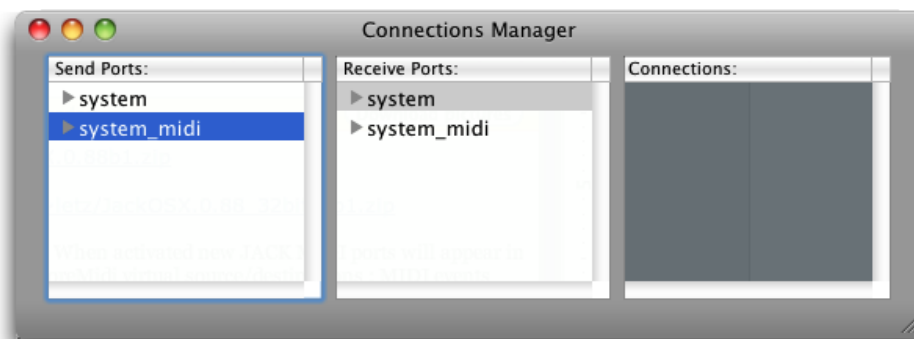 Connections Manager
Send Ports:
system
system_midi
Receive Ports:
system
system_midi
Connections:
When activated new JACK
ports will appear in